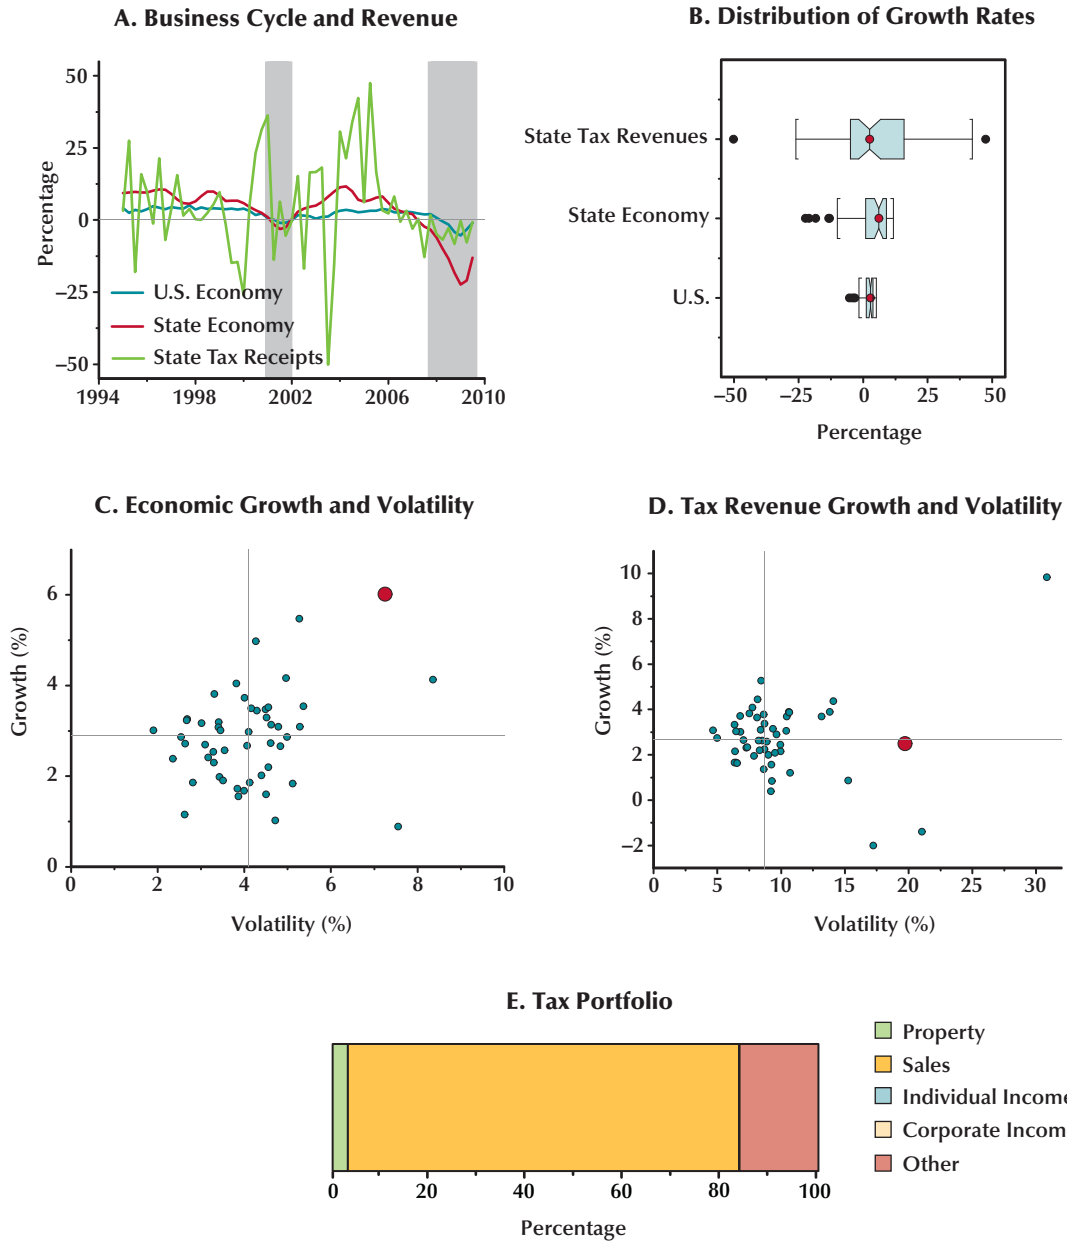 A. Business Cycle and Revenue
Percentage
50
25
0
−25
−50
U.S. Economy
State Economy
State Tax Receipts
1994 1998 2002 2006 2010
B. Distribution of Growth Rates
State Tax Revenues
State Economy
U.S.
−50 −25 0 25 50
Percentage
C. Economic Growth and Volatility
Growth (%)
6
4
2
0
0 2 4 6 8 10
Volatility (%)
D. Tax Revenue Growth and Volatility
Growth (%)
10
8
6
4
2
0
−2
0 5 10 15 20 25 30
Volatility (%)
E. Tax Portfolio
0 20 40 60 80 100
Percentage
Property
Sales
Individual Income
Corporate Incom
Other